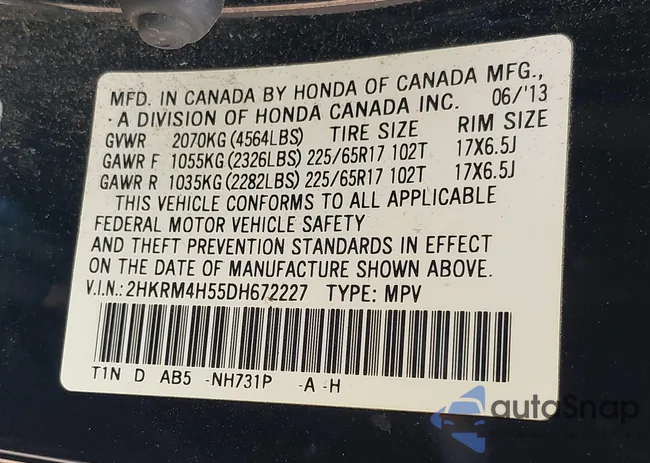 MFD. IN CANADA BY HONDA OF CANADA MFG.,
· A DIVISION OF HONDA CANADA INC. 06/'13
GVWR 2070KG (4564LBS) TIRE SIZE RIM SIZE
GAWR F 1055KG (2326LBS) 225/65R17 102T 17X6.5J
GAWR R 1035KG (2282LBS) 225/65R17 102T 17X6.5J
THIS VEHICLE CONFORMS TO ALL APPLICABLE
FEDERAL MOTOR VEHICLE SAFETY
AND THEFT PREVENTION STANDARDS IN EFFECT
ON THE DATE OF MANUFACTURE SHOWN ABOVE.
V.I.N.: 2HKRM4H55DH672227 TYPE: MPV
T1N D AB5 -NH731P -A -H
autoSnap